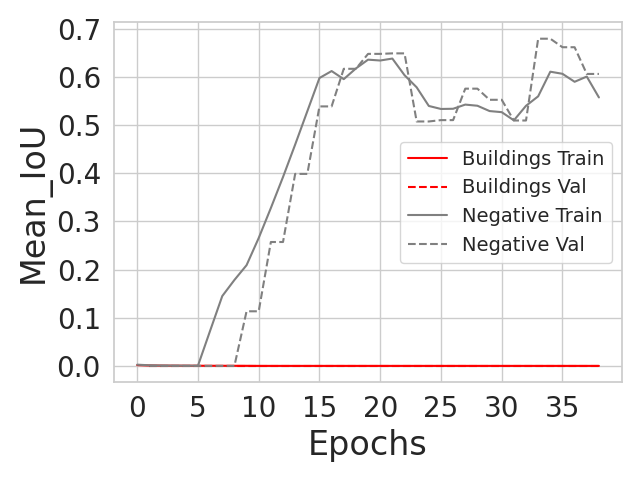 0.7
0.6
0.5
0.4
0.3
0.2
0.1
0.0
Mean_IoU
Buildings Train
Buildings Val
Negative Train
Negative Val
0 5 10 15 20 25 30 35
Epochs